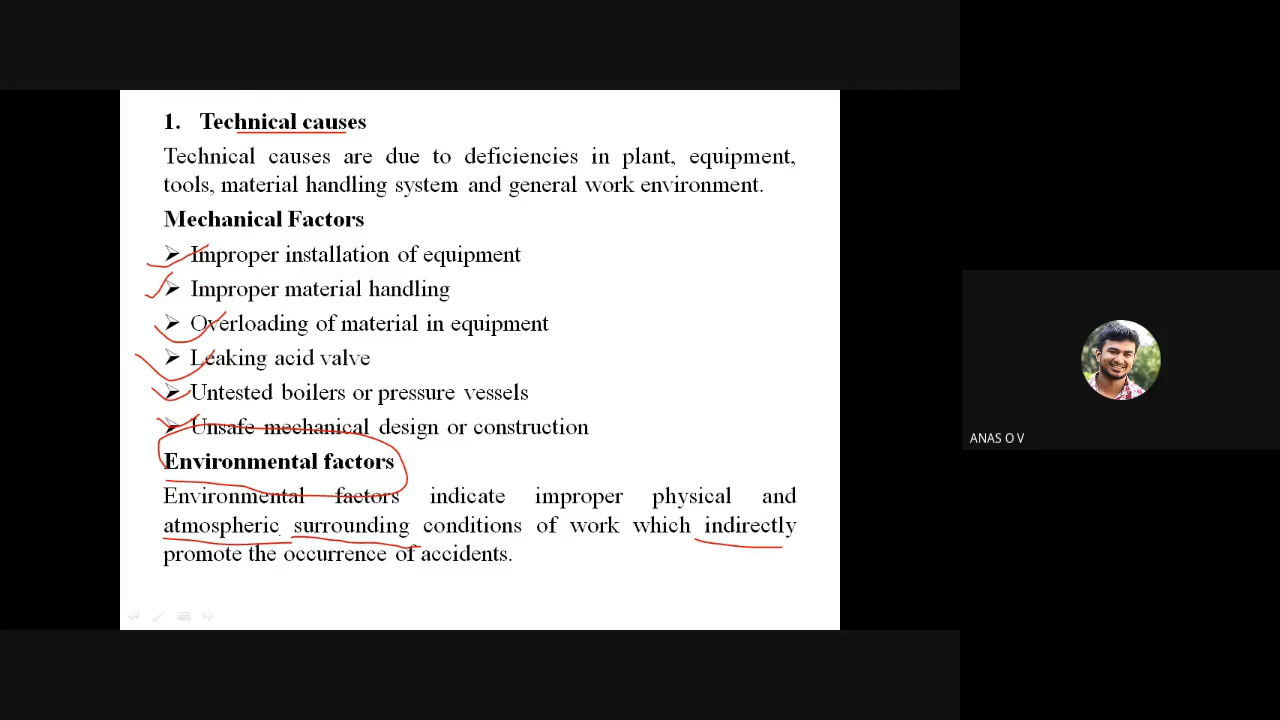 1. Technical causes
Technical causes are due to deficiencies in plant, equipment,
tools, material handling system and general work environment.
Mechanical Factors
➢ Improper installation of equipment
➢ Improper material handling
➢ Overloading of material in equipment
➢ Leaking acid valve
➢ Untested boilers or pressure vessels
➢ Unsafe mechanical design or construction
Environmental factors
Environmental factors indicate improper physical and
atmospheric surrounding conditions of work which indirectly
promote the occurrence of accidents.
ANAS O V